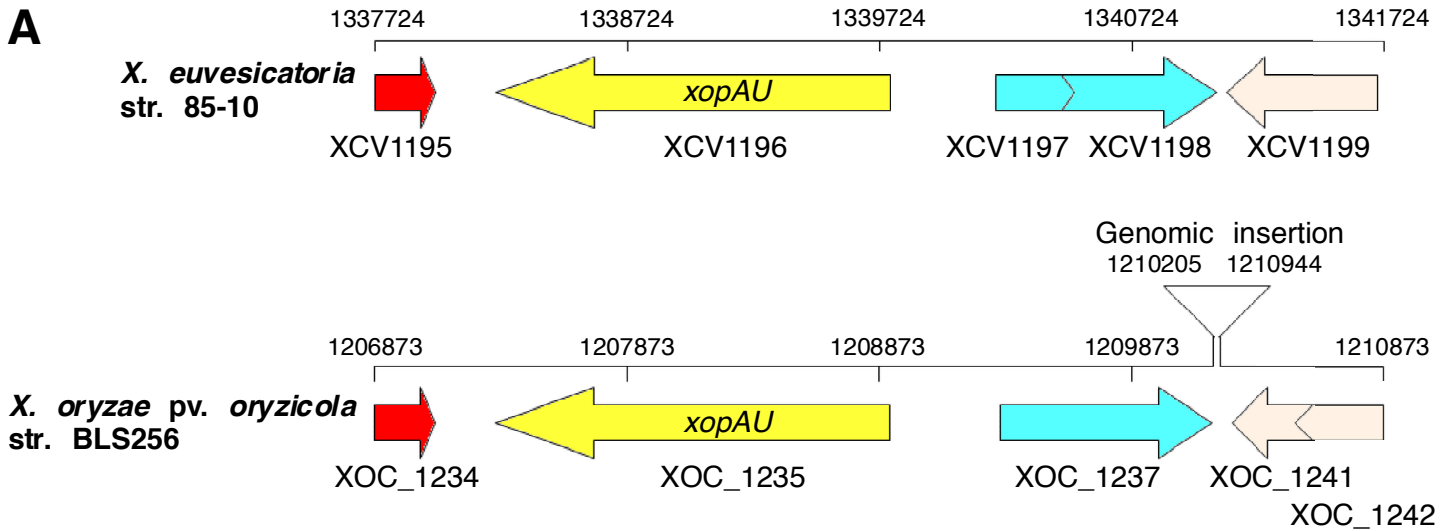 A
1337724 1338724 1339724 1340724 1341724
X. euvesicatoria
str. 85-10
xopAU
XCV1195 XCV1196 XCV1197 XCV1198 XCV1199
Genomic insertion
1210205 1210944
1206873 1207873 1208873 1209873 1210873
X. oryzae pv. oryzicola
str. BLS256
xopAU
XOC_1234 XOC_1235 XOC_1237 XOC_1241
XOC_1242